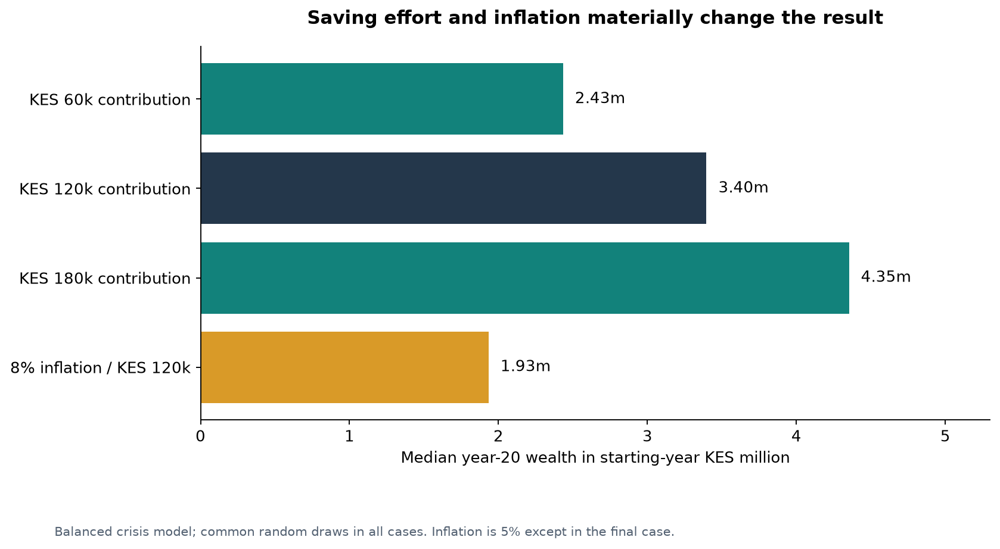 Saving effort and inflation materially change the result
KES 60k contribution
2.43m
KES 120k contribution
3.40m
KES 180k contribution
4.35m
8% inflation / KES 120k
1.93m
0 1 2 3 4 5
Median year-20 wealth in starting-year KES million
Balanced crisis model; common random draws in all cases. Inflation is 5% except in the final case.